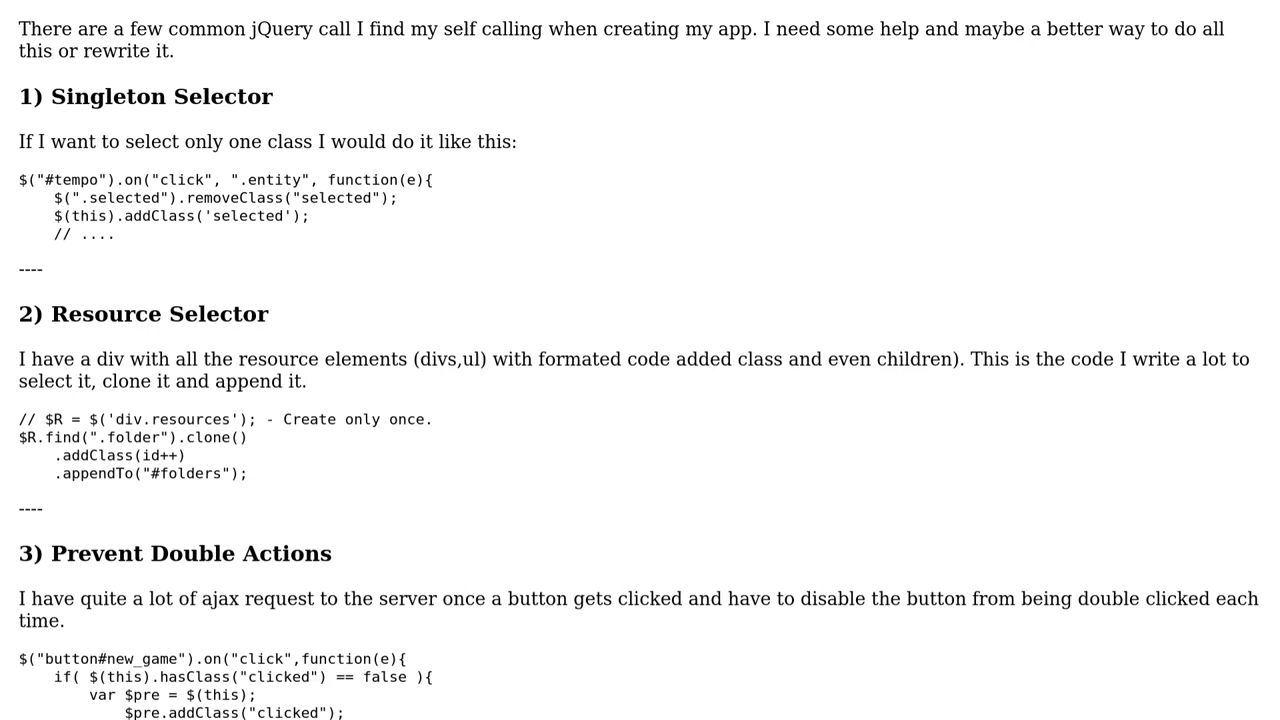 There are a few common jQuery call I find my self calling when creating my app. I need some help and maybe a better way to do all
this or rewrite it.
1) Singleton Selector
If I want to select only one class I would do it like this:
$("#tempo").on("click", ".entity", function(e){
    $(".selected").removeClass("selected");
    $(this).addClass('selected');
    // ....
----
2) Resource Selector
I have a div with all the resource elements (divs,ul) with formated code added class and even children). This is the code I write a lot to
select it, clone it and append it.
// $R = $('div.resources'); - Create only once.
$R.find(".folder").clone()
    .addClass(id++)
    .appendTo("#folders");
----
3) Prevent Double Actions
I have quite a lot of ajax request to the server once a button gets clicked and have to disable the button from being double clicked each
time.
$("button#new_game").on("click",function(e){
    if( $(this).hasClass("clicked") == false ){
        var $pre = $(this);
            $pre.addClass("clicked");